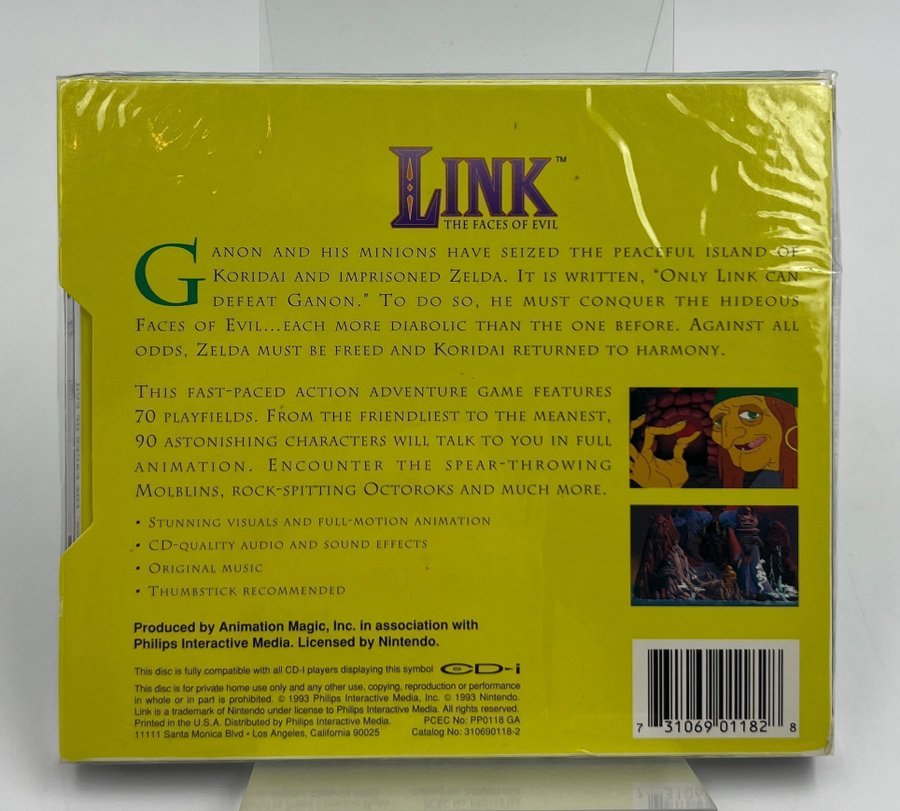 LINK™
THE FACES OF EVIL
GANON AND HIS MINIONS HAVE SEIZED THE PEACEFUL ISLAND OF
KORIDAI AND IMPRISONED ZELDA. IT IS WRITTEN, “ONLY LINK CAN
DEFEAT GANON.” TO DO SO, HE MUST CONQUER THE HIDEOUS
FACES OF EVIL...EACH MORE DIABOLIC THAN THE ONE BEFORE. AGAINST ALL
ODDS, ZELDA MUST BE FREED AND KORIDAI RETURNED TO HARMONY.
THIS FAST-PACED ACTION ADVENTURE GAME FEATURES
70 PLAYFIELDS. FROM THE FRIENDLIEST TO THE MEANEST,
90 ASTONISHING CHARACTERS WILL TALK TO YOU IN FULL
ANIMATION. ENCOUNTER THE SPEAR-THROWING
MOLBLINS, ROCK-SPITTING OCTOROKS AND MUCH MORE.
• STUNNING VISUALS AND FULL-MOTION ANIMATION
• CD-QUALITY AUDIO AND SOUND EFFECTS
• ORIGINAL MUSIC
• THUMBSTICK RECOMMENDED
Produced by Animation Magic, Inc. in association with
Philips Interactive Media. Licensed by Nintendo.
This disc is fully compatible with all CD-I players displaying this symbol CD-i
This disc is for private home use only and any other use, copying, reproduction or performance
in whole or in part is prohibited. © 1993 Philips Interactive Media, Inc. © 1993 Nintendo.
Link is a trademark of Nintendo under license to Philips Interactive Media. All rights reserved.
Printed in the U.S.A. Distributed by Philips Interactive Media. PCEC No: PP0118 GA
11111 Santa Monica Blvd • Los Angeles, California 90025 Catalog No: 310690118-2
7 31069 01182 8